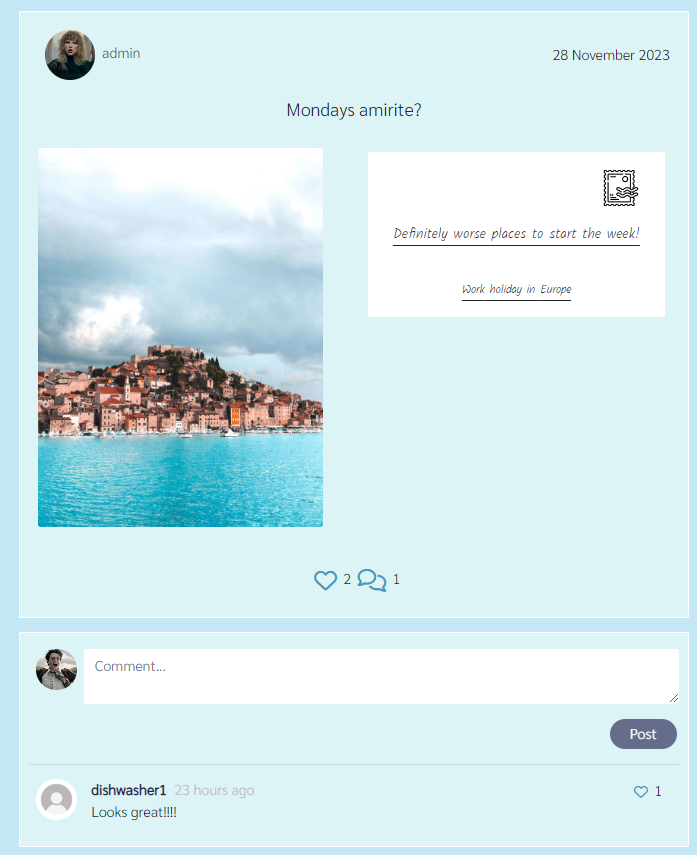 admin
28 November 2023
Mondays amirite?
Definitely worse places to start the week!
Work holiday in Europe
2 1
Comment...
Post
dishwasher1 23 hours ago
1
Looks great!!!!